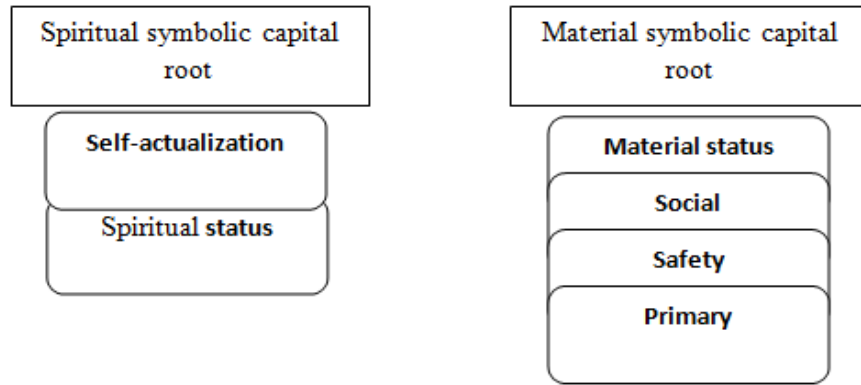 Spiritual symbolic capital
root
Self-actualization
Spiritual status
Material symbolic capital
root
Material status
Social
Safety
Primary